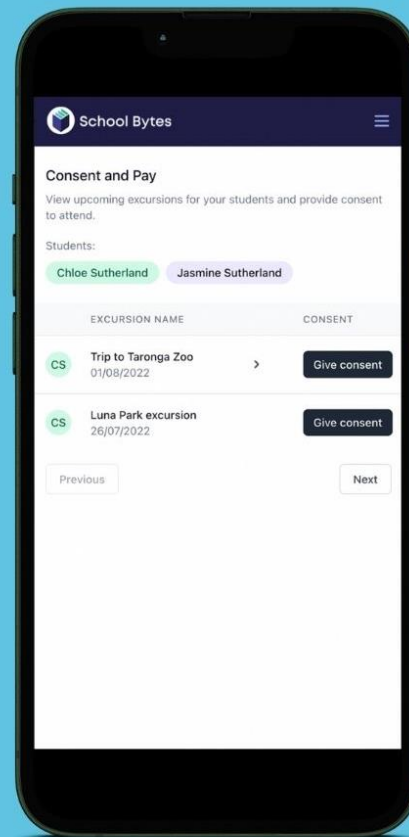 School Bytes
Consent and Pay
View upcoming excursions for your students and provide consent
to attend.
Students:
Chloe Sutherland Jasmine Sutherland
EXCURSION NAME CONSENT
CS Trip to Taronga Zoo Give consent
01/08/2022
CS Luna Park excursion Give consent
26/07/2022
Previous Next